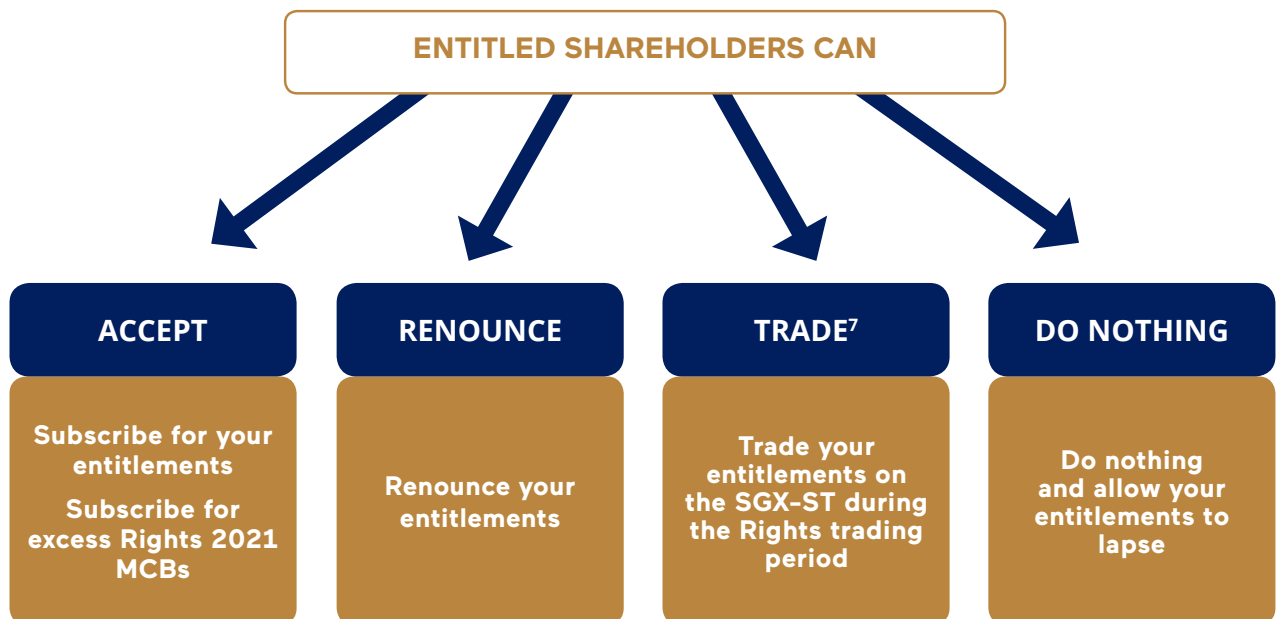 ENTITLED SHAREHOLDERS CAN
ACCEPT
Subscribe for your
entitlements
Subscribe for
excess Rights 2021
MCBs
RENOUNCE
Renounce your
entitlements
TRADE⁷
Trade your
entitlements on
the SGX-ST during
the Rights trading
period
DO NOTHING
Do nothing
and allow your
entitlements to
lapse